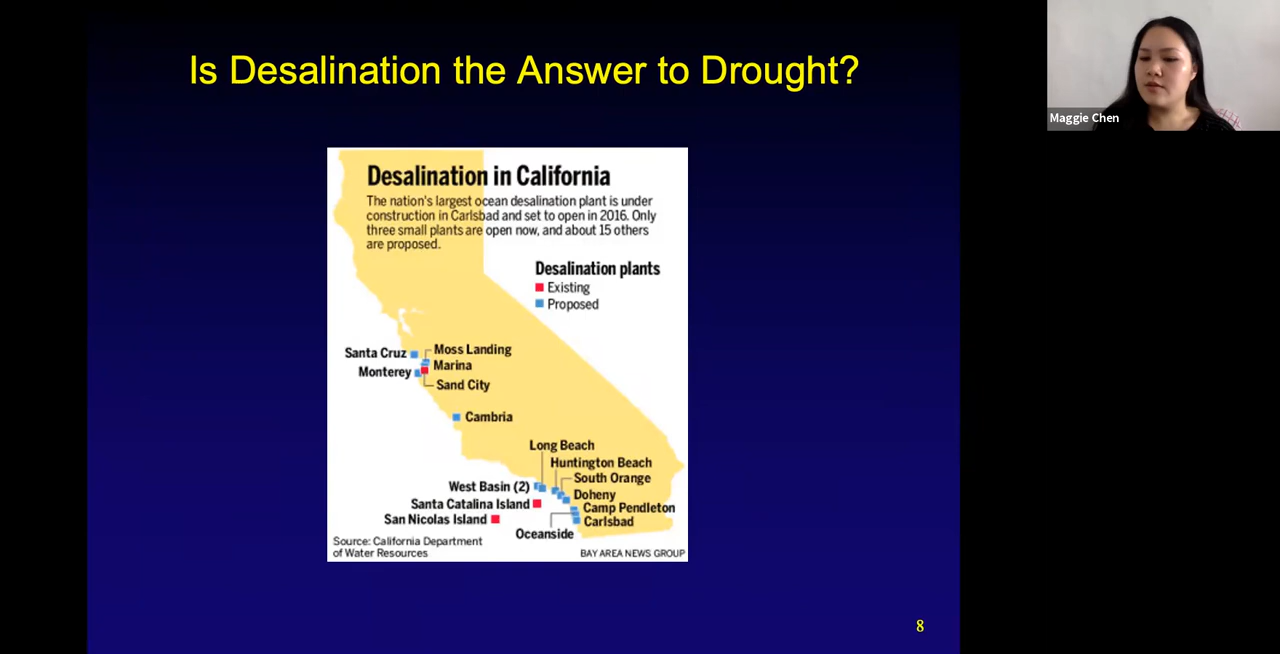 Is Desalination the Answer to Drought?
Maggie Chen
Desalination in California
The nation's largest ocean desalination plant is under
construction in Carlsbad and set to open in 2016. Only
three small plants are open now, and about 15 others
are proposed.
Desalination plants
Existing
Proposed
Santa Cruz
Moss Landing
Marina
Monterey
Sand City
Cambria
Long Beach
Huntington Beach
South Orange
West Basin (2)
Doheny
Santa Catalina Island
Camp Pendleton
San Nicolas Island
Carlsbad
Oceanside
Source: California Department
of Water Resources
BAY AREA NEWS GROUP
8